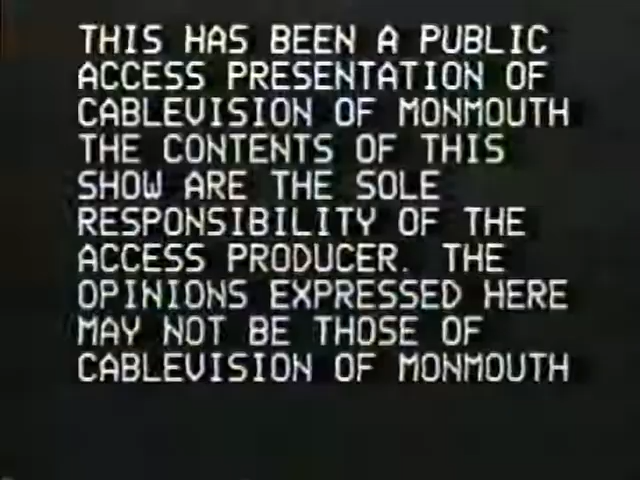 THIS HAS BEEN A PUBLIC
ACCESS PRESENTATION OF
CABLEVISION OF MONMOUTH
THE CONTENTS OF THIS
SHOW ARE THE SOLE
RESPONSIBILITY OF THE
ACCESS PRODUCER. THE
OPINIONS EXPRESSED HERE
MAY NOT BE THOSE OF
CABLEVISION OF MONMOUTH